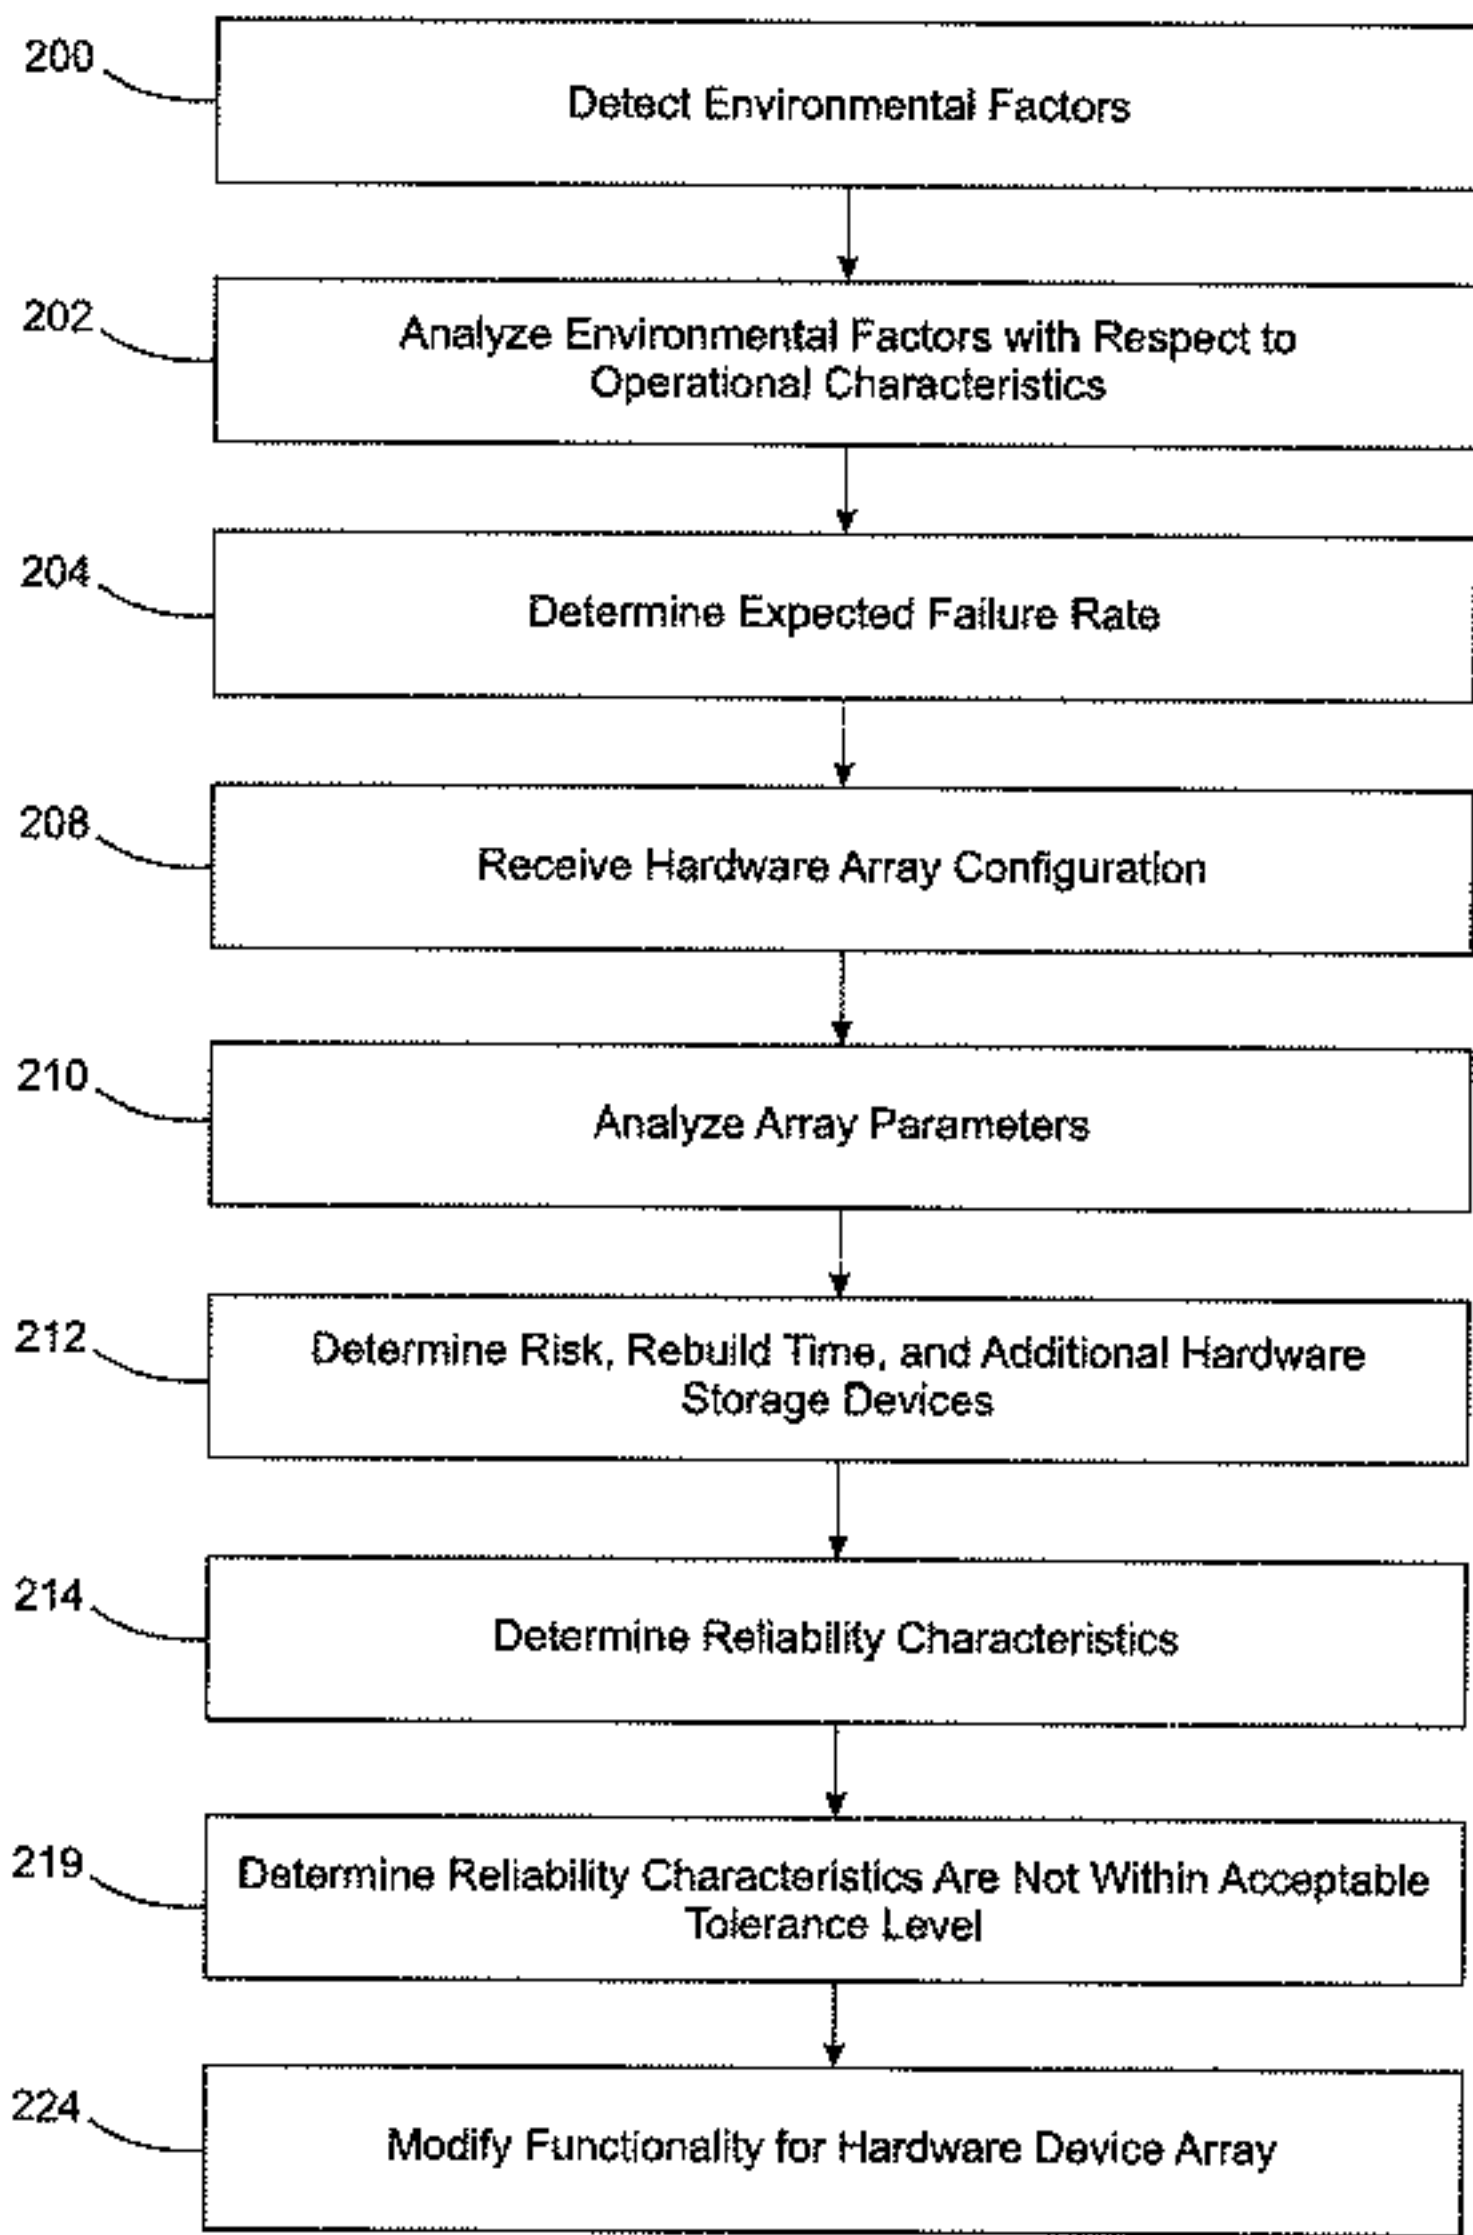 200
Detect Environmental Factors
202
Analyze Environmental Factors with Respect to
Operational Characteristics
204
Determine Expected Failure Rate
208
Receive Hardware Array Configuration
210
Analyze Array Parameters
212
Determine Risk, Rebuild Time, and Additional Hardware
Storage Devices
214
Determine Reliability Characteristics
219
Determine Reliability Characteristics Are Not Within Acceptable
Tolerance Level
224
Modify Functionality for Hardware Device Array